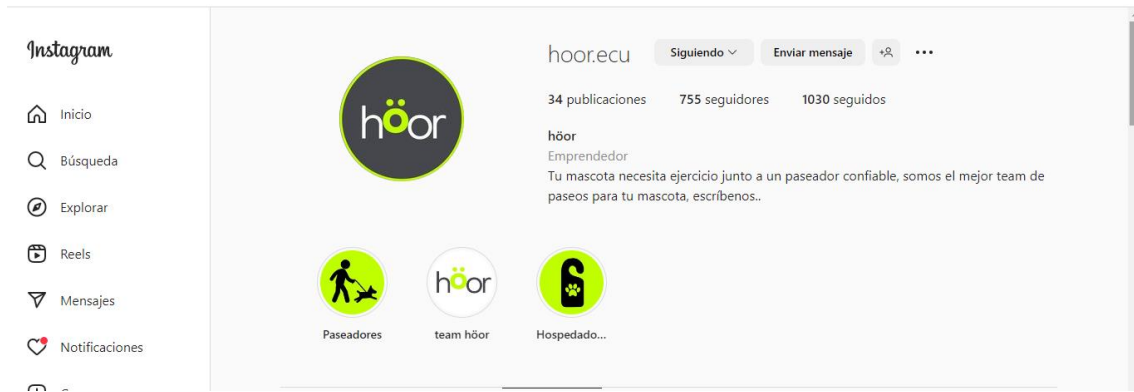 Instagram
Inicio
Búsqueda
Explorar
Reels
Mensajes
Notificaciones
höor
hoor.ecu Siguiendo Enviar mensaje
34 publicaciones 755 seguidores 1030 seguidos
höor
Emprendedor
Tu mascota necesita ejercicio junto a un paseador confiable, somos el mejor team de
paseos para tu mascota, escríbenos..
höor
Paseadores team höor Hospedado...